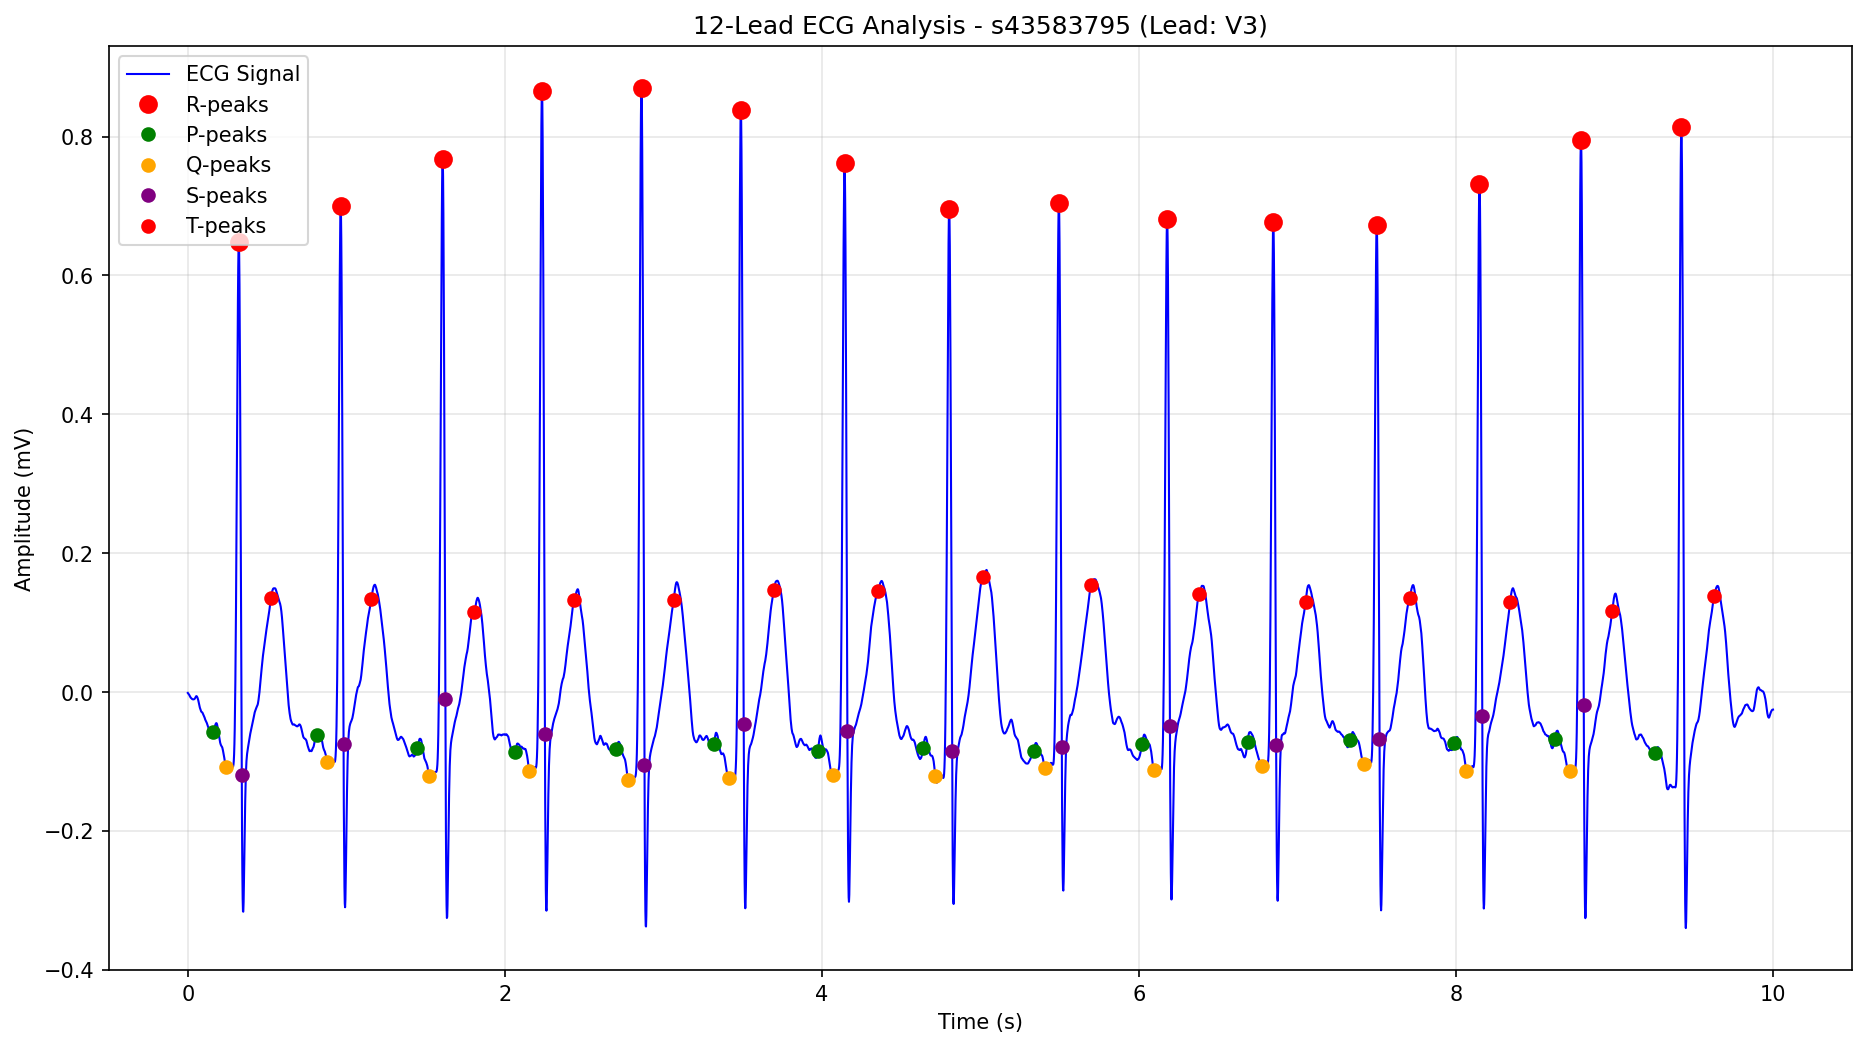 12-Lead ECG Analysis - s43583795 (Lead: V3)
ECG Signal
R-peaks
P-peaks
Q-peaks
S-peaks
T-peaks
Amplitude (mV)
0.8
0.6
0.4
0.2
0.0
−0.2
−0.4
0 2 4 6 8 10
Time (s)